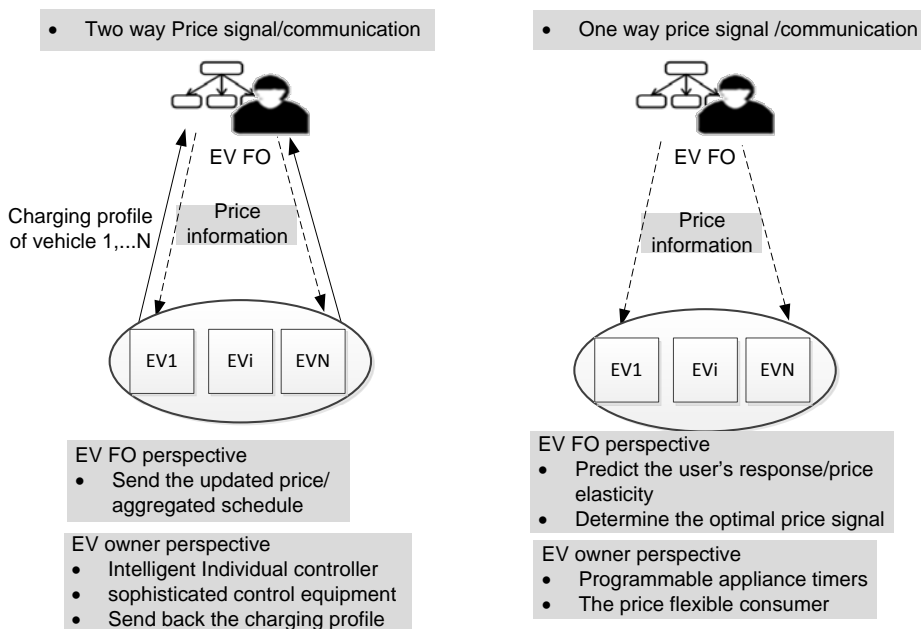 • Two way Price signal/communication
EV FO
Charging profile
of vehicle 1,...N
Price
information
EV1
EVi
EVN
EV FO perspective
• Send the updated price/
aggregated schedule
EV owner perspective
• Intelligent Individual controller
• sophisticated control equipment
• Send back the charging profile
• One way price signal /communication
EV FO
Price
information
EV1
EVi
EVN
EV FO perspective
• Predict the user's response/price
elasticity
• Determine the optimal price signal
EV owner perspective
• Programmable appliance timers
• The price flexible consumer